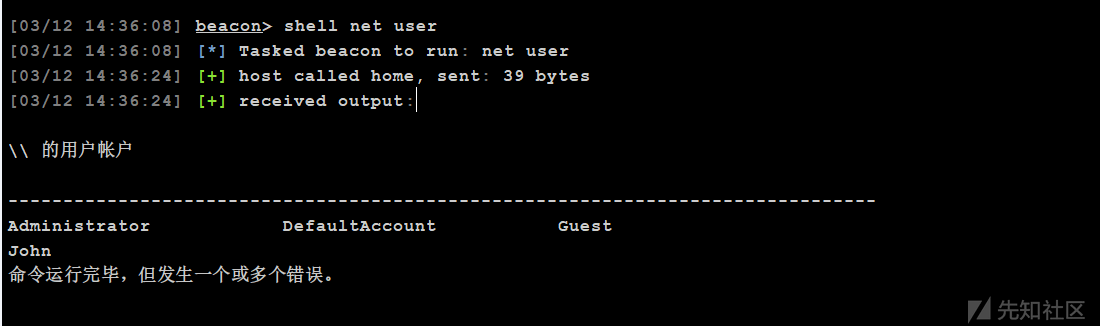 [03/12 14:36:08] beacon> shell net user
[03/12 14:36:08] [*] Tasked beacon to run: net user
[03/12 14:36:24] [+] host called home, sent: 39 bytes
[03/12 14:36:24] [+] received output:
\\ 的用户帐户
-------------------------------------------------------------------------------
Administrator            DefaultAccount           Guest
John
命令运行完毕，但发生一个或多个错误。
先知社区